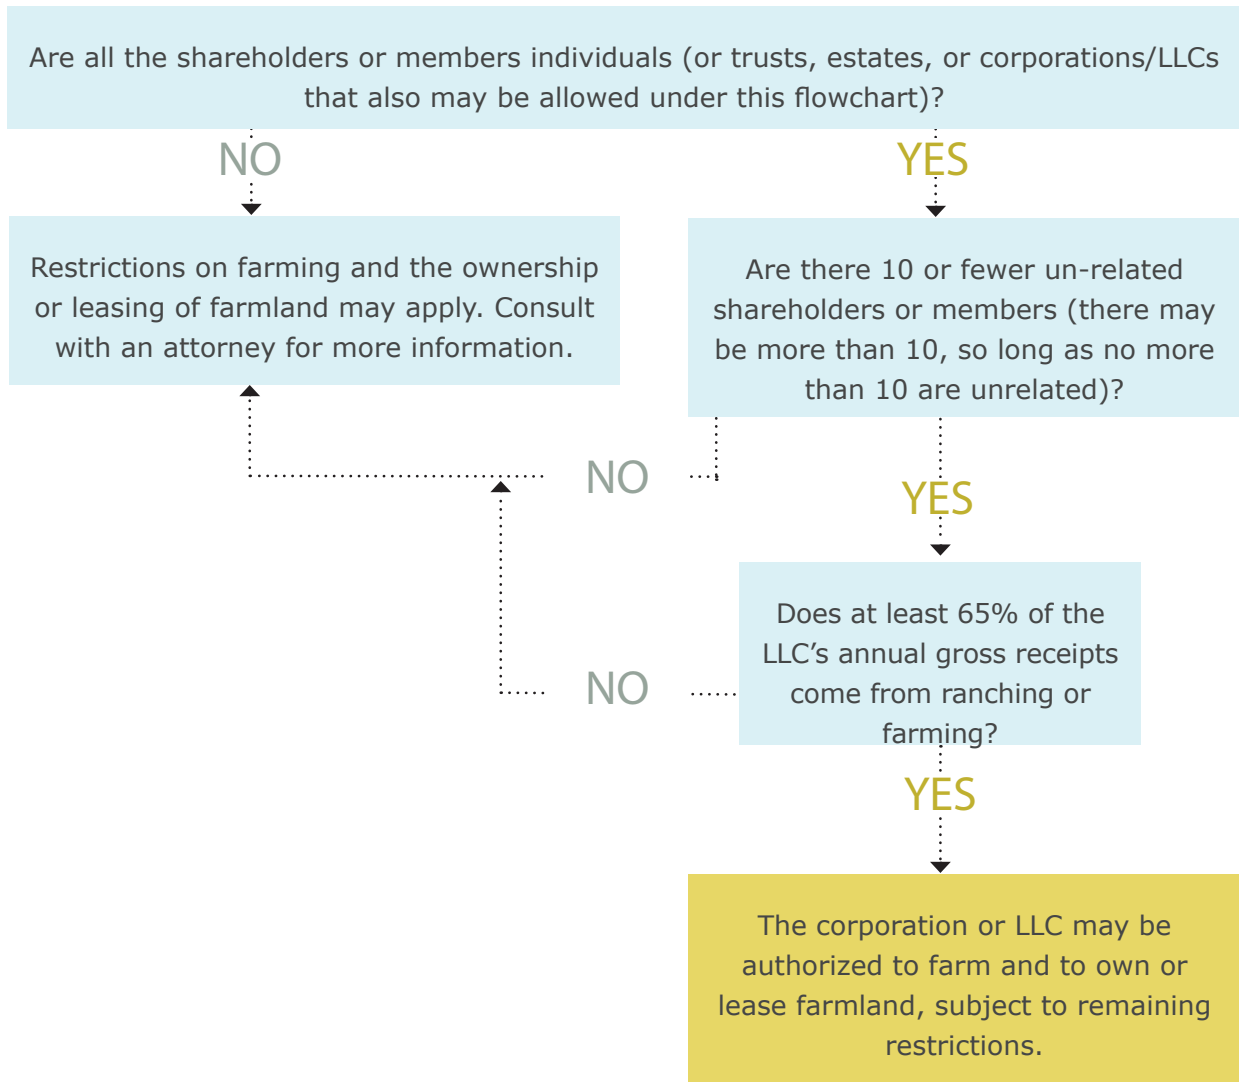 Are all the shareholders or members individuals (or trusts, estates, or corporations/LLCs
that also may be allowed under this flowchart)?
NO
YES
Restrictions on farming and the ownership
or leasing of farmland may apply. Consult
with an attorney for more information.
Are there 10 or fewer un-related
shareholders or members (there may
be more than 10, so long as no more
than 10 are unrelated)?
NO
YES
Does at least 65% of the
LLC’s annual gross receipts
come from ranching or
farming?
NO
YES
The corporation or LLC may be
authorized to farm and to own or
lease farmland, subject to remaining
restrictions.